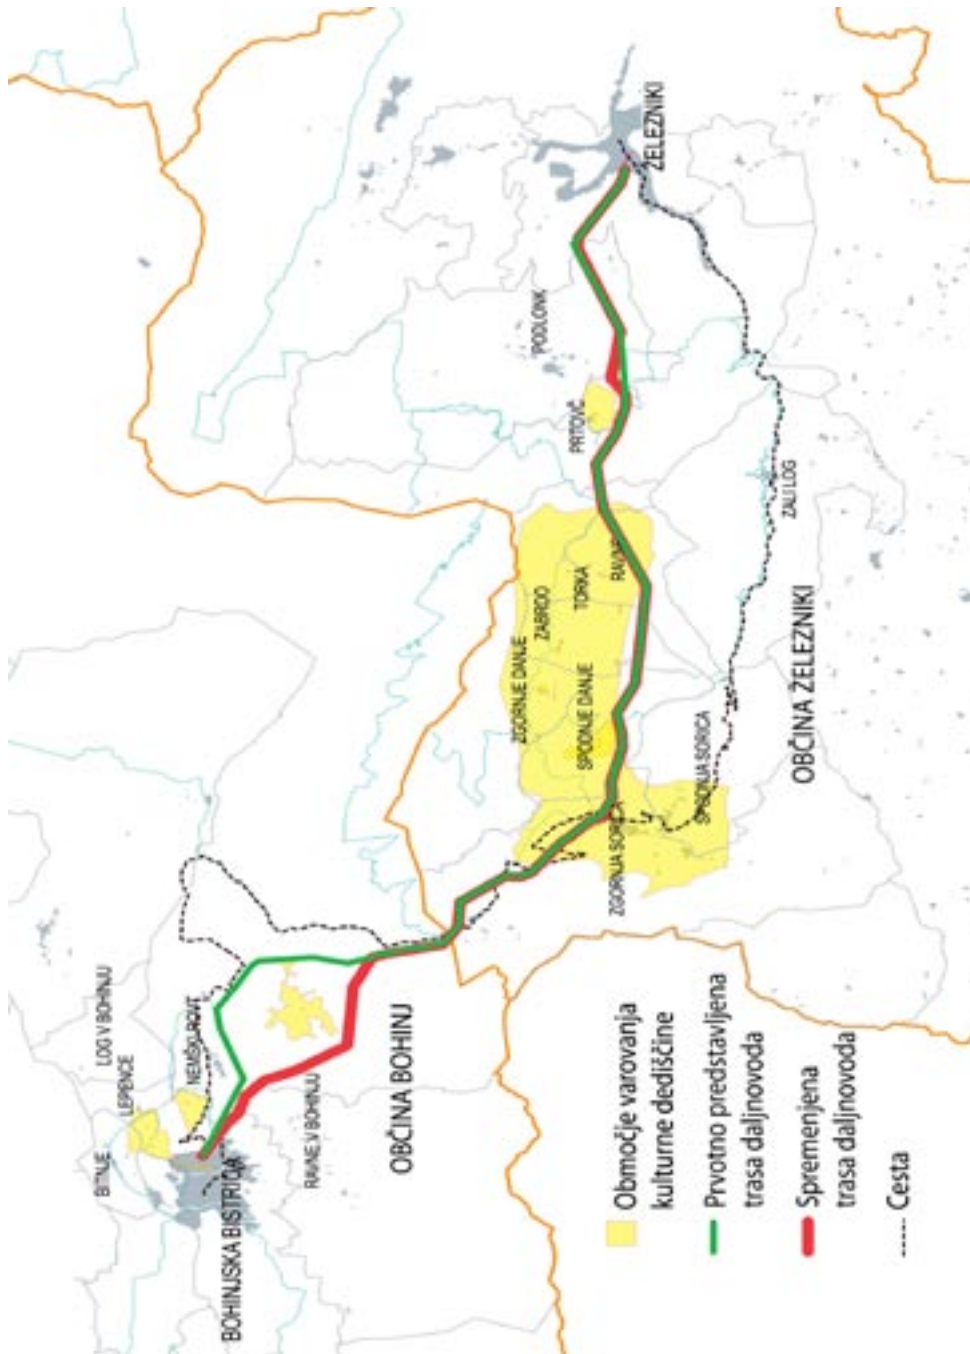 BITNJE
LEPENCE
LOG V BOHINJU
NEMŠKI ROVT
BOHINJSKA BISTRICA
RAVNE V BOHINJU
OBČINA BOHINJ
ZGORNJE DANJE
ZABRDO
TORKA
SPODNJE DANJE
ZGORNJA SORICA
SPODNJA SORICA
PRTOVČ
PODLONK
ŽELEZNIKI
ZALI LOG
OBČINA ŽELEZNIKI
Območje varovanja
kulturne dediščine
Prvotno predstavljena
trasa daljnovoda
Spremenjena
trasa daljnovoda
Cesta